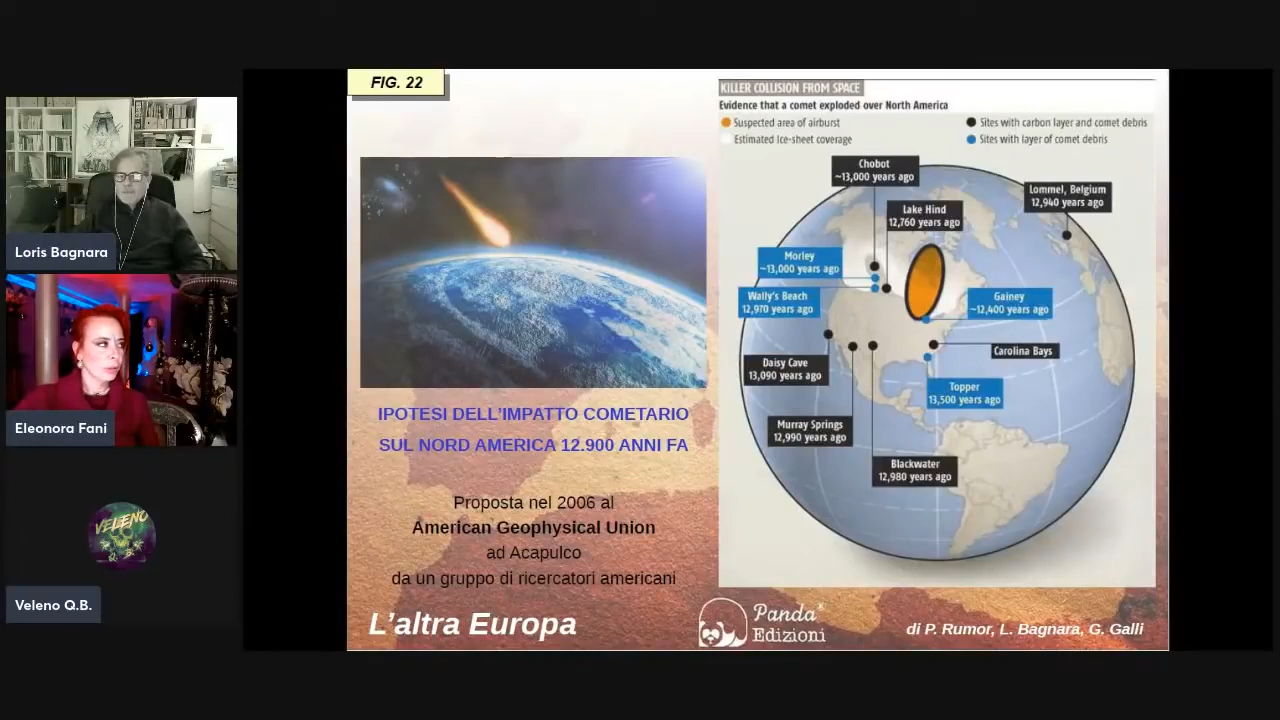 Loris Bagnara
Eleonora Fani
VELENO
Q. B.
Veleno Q.B.
FIG. 22
IPOTESI DELL'IMPATTO COMETARIO
SUL NORD AMERICA 12.900 ANNI FA
Proposta nel 2006 al
American Geophysical Union
ad Acapulco
da un gruppo di ricercatori americani
KILLER COLLISION FROM SPACE
Evidence that a comet exploded over North America
Suspected area of airburst
Estimated Ice-sheet coverage
Sites with carbon layer and comet debris
Sites with layer of comet debris
Chobot
~13,000 years ago
Lommel, Belgium
12,940 years ago
Lake Hind
12,760 years ago
Morley
~13,000 years ago
Wally's Beach
12,970 years ago
Gainey
~12,400 years ago
Carolina Bays
Daisy Cave
13,090 years ago
Topper
13,500 years ago
Murray Springs
12,990 years ago
Blackwater
12,980 years ago
L'altra Europa
Panda®
Edizioni
di P. Rumor, L. Bagnara, G. Galli